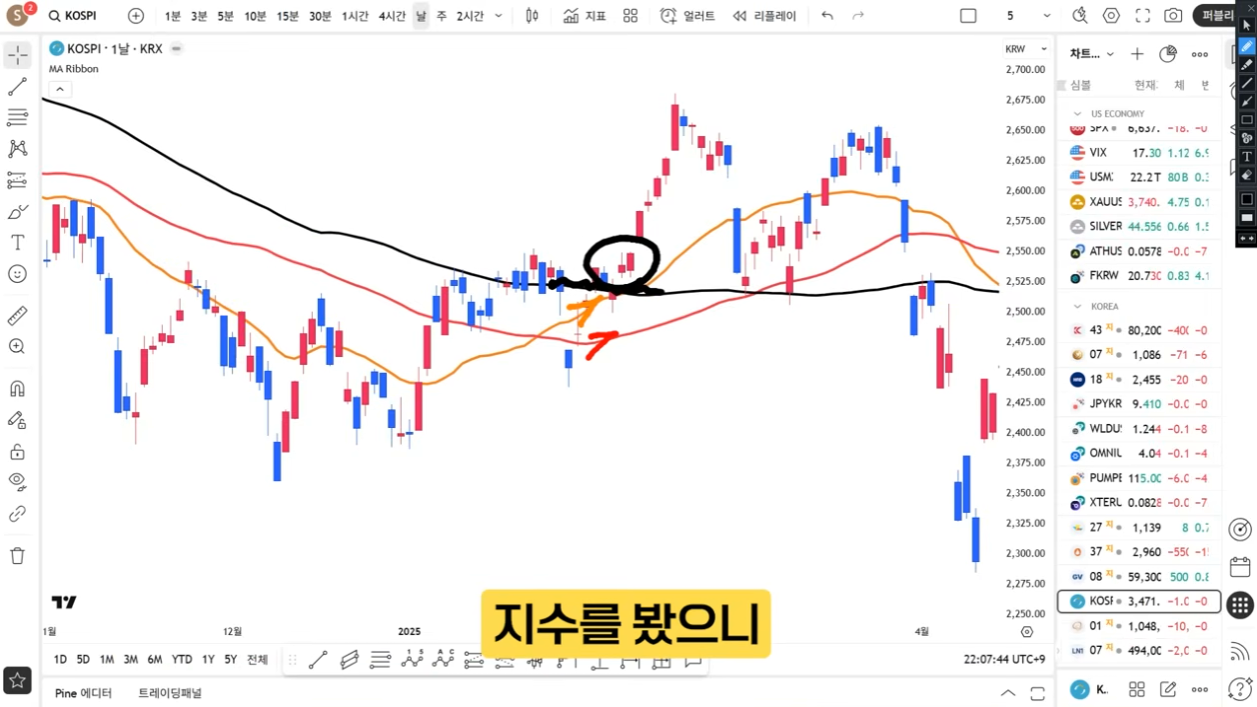 S 2 KOSPI 1분 3분 5분 10분 15분 30분 1시간 4시간 날 주 2시간 지표 얼러트 리플레이 5 퍼블리
KOSPI · 1날 · KRX
MA Ribbon
KRW
2,700.00
2,675.00
2,650.00
2,625.00
2,600.00
2,575.00
2,550.00
2,525.00
2,500.00
2,475.00
2,450.00
2,425.00
2,400.00
2,375.00
2,350.00
2,325.00
2,300.00
2,275.00
2,250.00
차트...
심볼 현재 체
US ECONOMY
SPX 6,637. -18. -0
VIX 17.30 1.12 6.9
USM 22.2T 80B 0.3
XAUUS 3,740. 4.75 0.1
SILVER 44.556 0.66 1.5
ATHUS 0.0578 -0.0 -7
FKRW 20.730 0.83 4.1
KOREA
43 지 80,200 -400 -0
07 지 1,086 -71 -6
18 지 2,455 -20 -0
JPYKR 9.410 -0.0 -0
WLDU 1.244 -0.1 -8
OMNIU 4.04 -0.1 -4
PUMPE 115.00 -6.0 -4
XTERU 0.0828 -0.0 -7
27 지 1,139 8 0.7
37 지 2,960 -550 -1
08 지 59,300 500 0.8
KOSF 3,471. -1.0 -0
01 지 1,048, -10, -0
07 지 494,00 -2,0 -0
지수를 봤으니
1월 12월 2025 4월
1D 5D 1M 3M 6M YTD 1Y 5Y 전체
22:07:44 UTC+9
Pine 에디터 트레이딩패널
K.